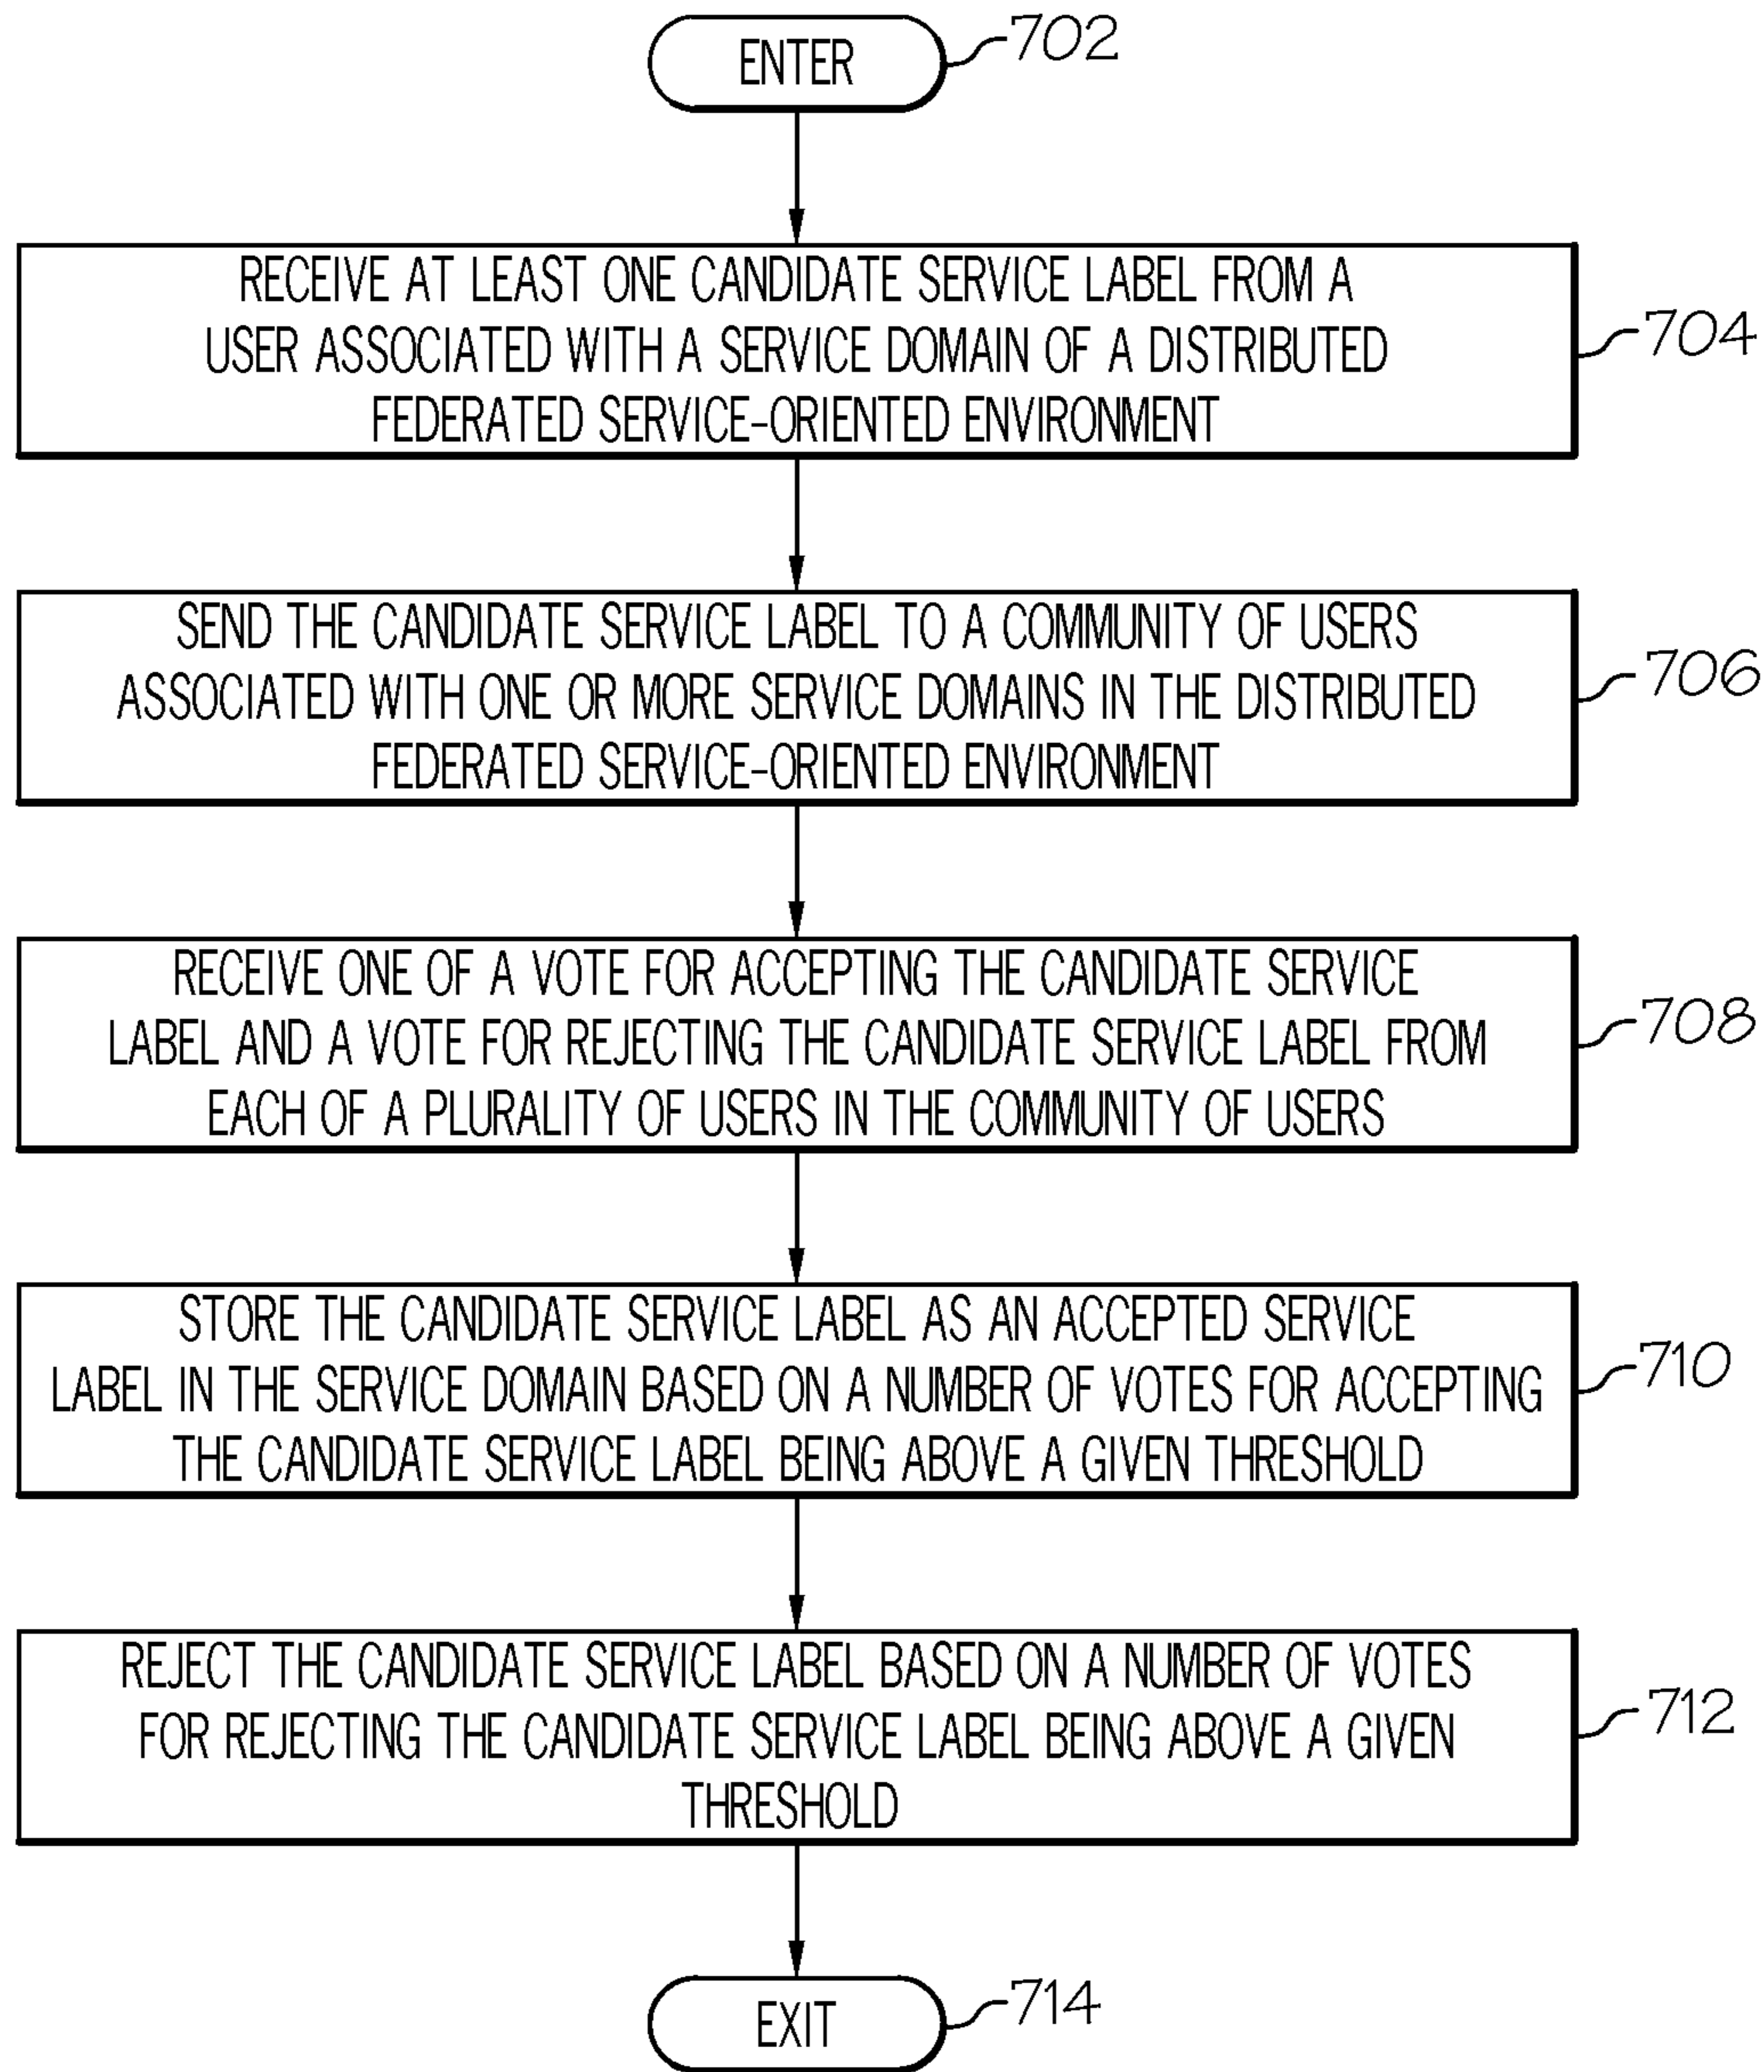 ENTER
702
RECEIVE AT LEAST ONE CANDIDATE SERVICE LABEL FROM A
USER ASSOCIATED WITH A SERVICE DOMAIN OF A DISTRIBUTED
FEDERATED SERVICE-ORIENTED ENVIRONMENT
704
SEND THE CANDIDATE SERVICE LABEL TO A COMMUNITY OF USERS
ASSOCIATED WITH ONE OR MORE SERVICE DOMAINS IN THE DISTRIBUTED
FEDERATED SERVICE-ORIENTED ENVIRONMENT
706
RECEIVE ONE OF A VOTE FOR ACCEPTING THE CANDIDATE SERVICE
LABEL AND A VOTE FOR REJECTING THE CANDIDATE SERVICE LABEL FROM
EACH OF A PLURALITY OF USERS IN THE COMMUNITY OF USERS
708
STORE THE CANDIDATE SERVICE LABEL AS AN ACCEPTED SERVICE
LABEL IN THE SERVICE DOMAIN BASED ON A NUMBER OF VOTES FOR ACCEPTING
THE CANDIDATE SERVICE LABEL BEING ABOVE A GIVEN THRESHOLD
710
REJECT THE CANDIDATE SERVICE LABEL BASED ON A NUMBER OF VOTES
FOR REJECTING THE CANDIDATE SERVICE LABEL BEING ABOVE A GIVEN
THRESHOLD
712
EXIT
714